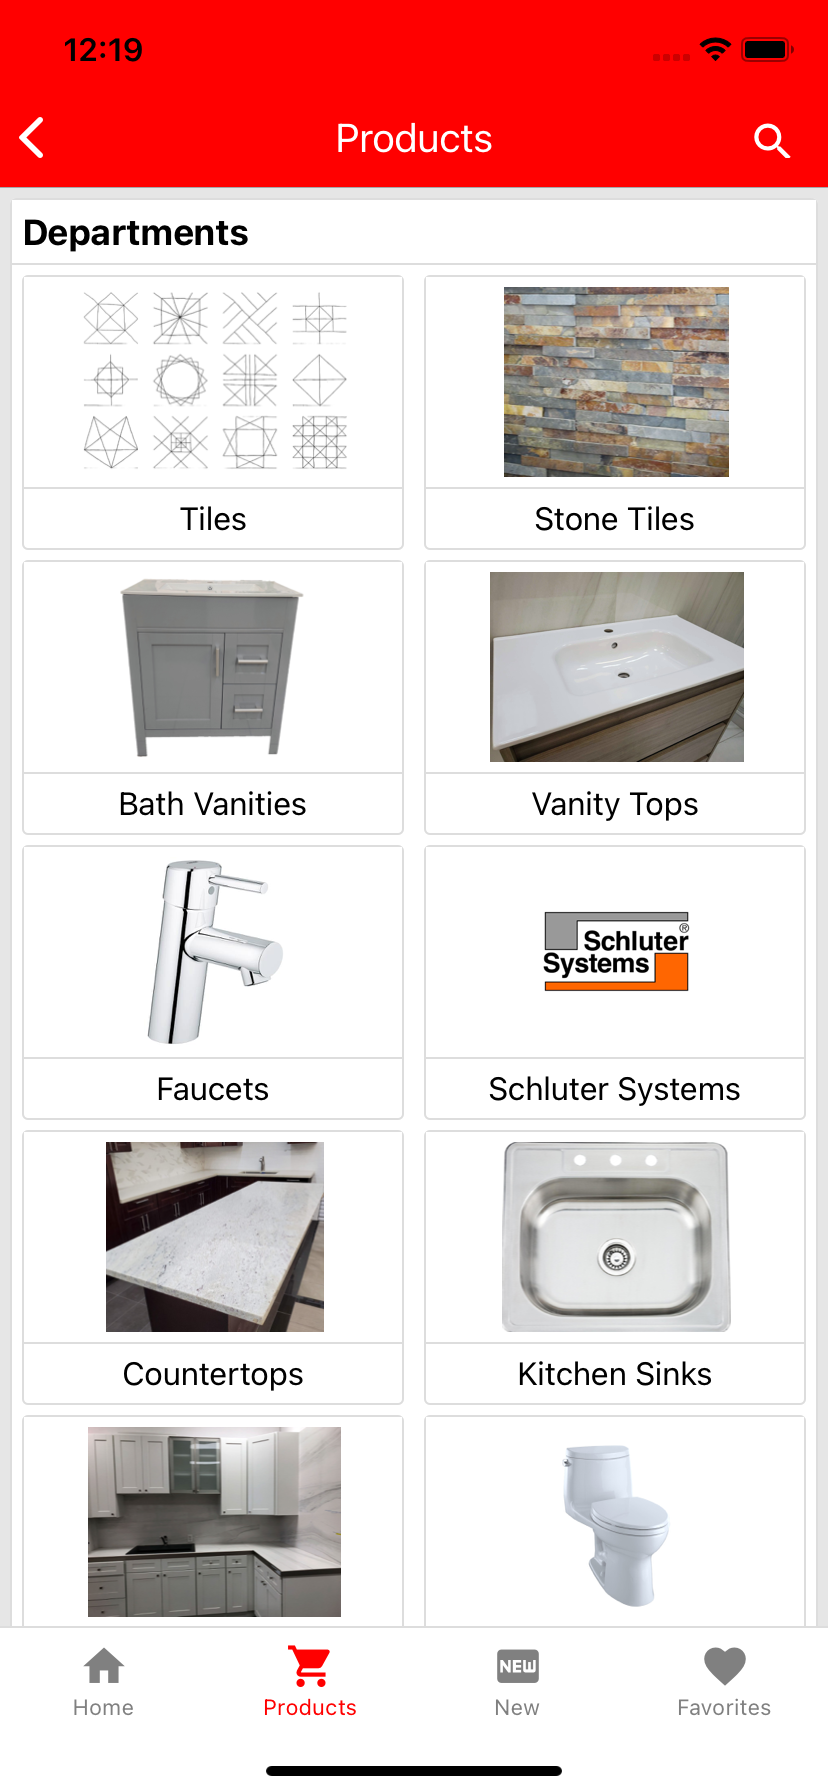 12:19
Products
Departments
Tiles
Stone Tiles
Bath Vanities
Vanity Tops
Faucets
Schluter®
Systems
Schluter Systems
Countertops
Kitchen Sinks
Home
Products
NEW
New
Favorites